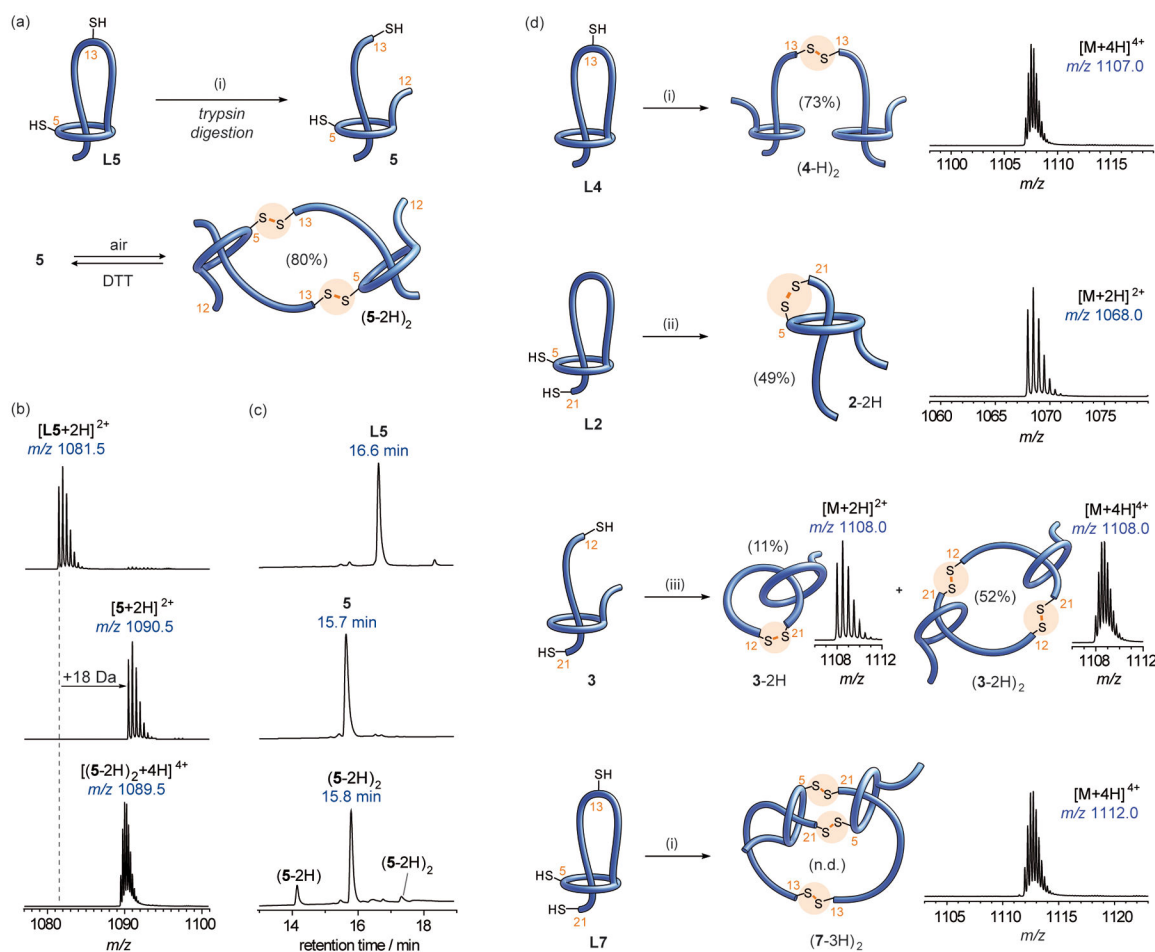 (a)
SH
13
HS
5
L5
(i)
trypsin
digestion
SH
13
12
HS
5
5
5
air
DTT
S
S
5
13
12
(80%)
12
13
S
S
5
(5-2H)2
(b)
[L5+2H]2+
m/z 1081.5
[5+2H]2+
m/z 1090.5
+18 Da
[(5-2H)2+4H]4+
m/z 1089.5
1080 1090 1100
m/z
(c)
L5
16.6 min
5
15.7 min
(5-2H)2
15.8 min
(5-2H)
(5-2H)2
14 16 18
retention time / min
(d)
SH
13
L4
(i)
13
S
S
13
(73%)
(4-H)2
[M+4H]4+
m/z 1107.0
1100 1105 1110 1115
m/z
HS
5
HS
21
L2
(ii)
21
S
S
5
(49%)
2-2H
[M+2H]2+
m/z 1068.0
1060 1065 1070 1075
m/z
SH
12
HS
21
3
(iii)
(11%)
12
S
S
21
3-2H
[M+2H]2+
m/z 1108.0
1108 1112
m/z
+
12
S
S
21
(52%)
21
S
S
12
(3-2H)2
[M+4H]4+
m/z 1108.0
1108 1112
m/z
SH
13
HS
5
HS
21
L7
(i)
5
S
S
21
21
S
S
5
(n.d.)
13
S
S
13
(7-3H)2
[M+4H]4+
m/z 1112.0
1105 1110 1115 1120
m/z